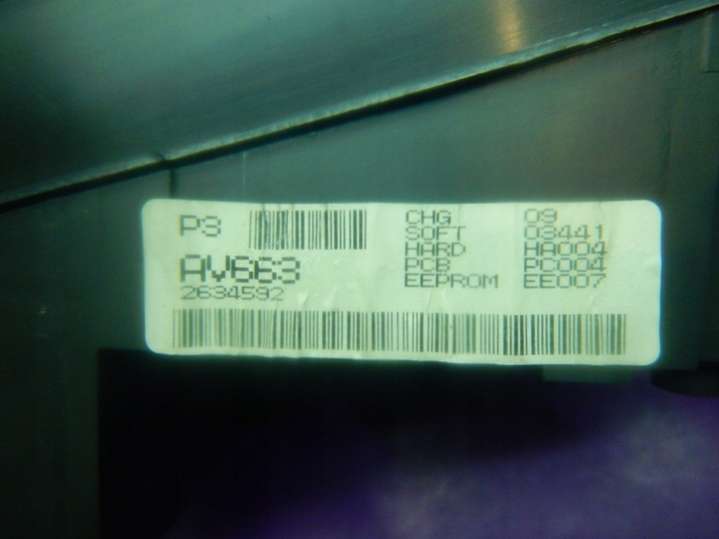 P3
AV663
2634592
CHG 09
SOFT 03441
HARD HA004
PCB PC004
EEPROM EE007